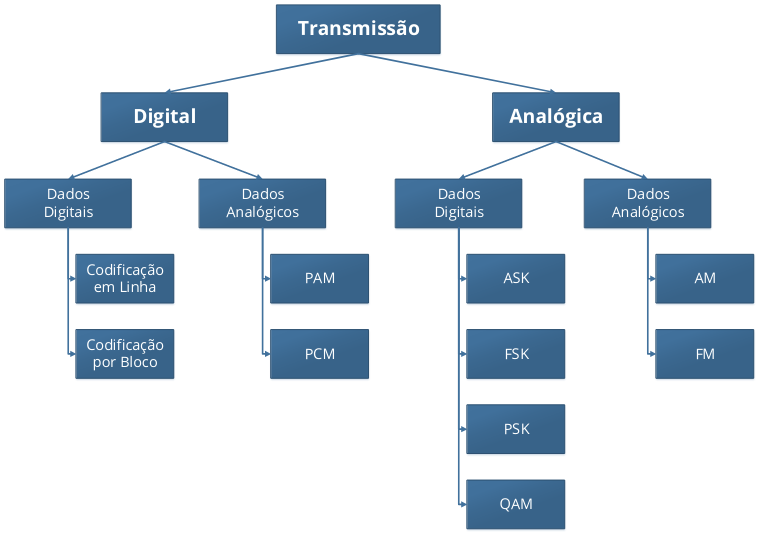 Transmissão
Digital
Analógica
Dados
Digitais
Dados
Analógicos
Dados
Digitais
Dados
Analógicos
Codificação
em Linha
PAM
ASK
AM
Codificação
por Bloco
PCM
FSK
FM
PSK
QAM